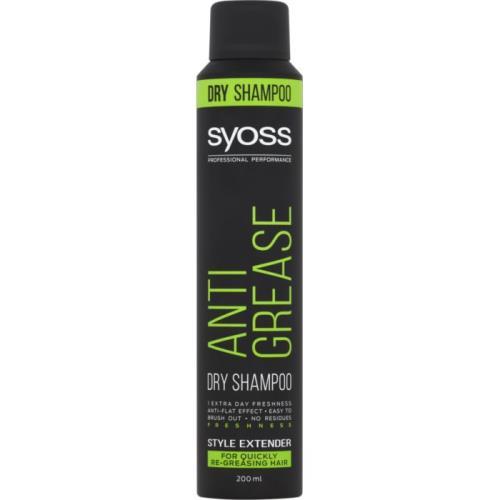 DRY SHAMPOO
syoss
PROFESSIONAL PERFORMANCE
ANTI
GREASE
DRY SHAMPOO
1 EXTRA DAY FRESHNESS
ANTI-FLAT EFFECT • EASY TO
BRUSH OUT • NO RESIDUES
FRESHNESS
STYLE EXTENDER
FOR QUICKLY
RE-GREASING HAIR
200 ml